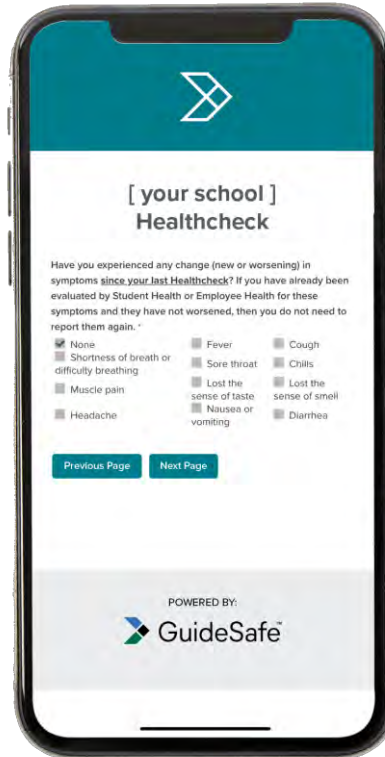 [ your school ]
Healthcheck
Have you experienced any change (new or worsening) in
symptoms since your last Healthcheck? If you have already been
evaluated by Student Health or Employee Health for these
symptoms and they have not worsened, then you do not need to
report them again. *
None
Fever
Cough
Shortness of breath or
difficulty breathing
Sore throat
Chills
Muscle pain
Lost the
sense of taste
Lost the
sense of smell
Headache
Nausea or
vomiting
Diarrhea
Previous Page
Next Page
POWERED BY:
GuideSafe™